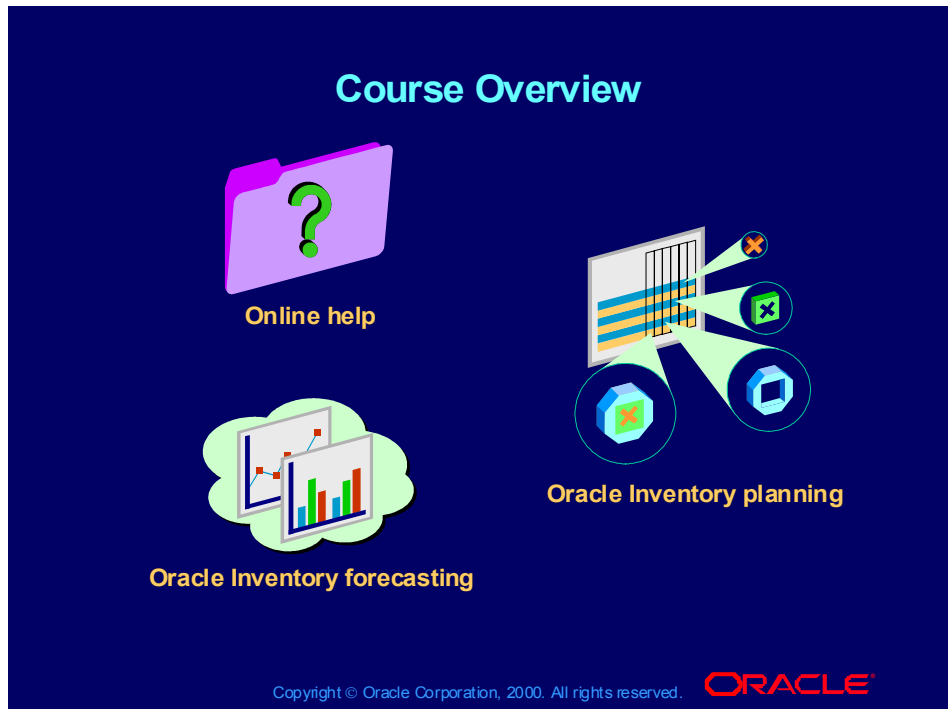 Course Overview
?
Online help
Oracle Inventory planning
Oracle Inventory forecasting
Copyright © Oracle Corporation, 2000. All rights reserved.
ORACLE®